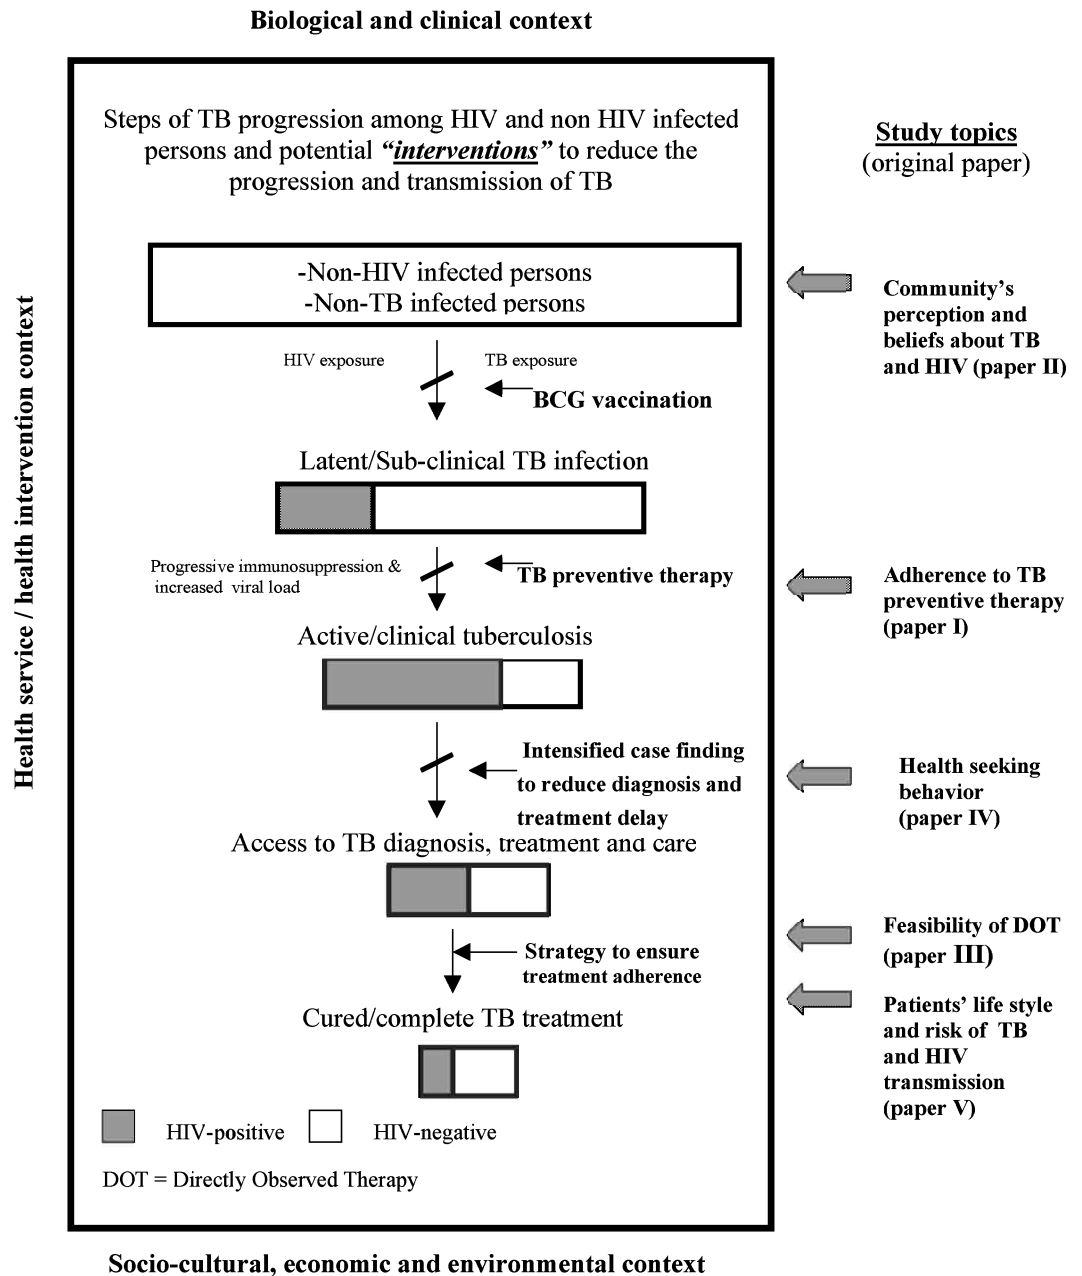 Biological and clinical context
Steps of TB progression among HIV and non HIV infected
persons and potential “interventions” to reduce the
progression and transmission of TB
Study topics
(original paper)
Health service / health intervention context
-Non-HIV infected persons
-Non-TB infected persons
Community’s
perception and
beliefs about TB
and HIV (paper II)
HIV exposure
TB exposure
BCG vaccination
Latent/Sub-clinical TB infection
Progressive immunosuppression &
increased viral load
TB preventive therapy
Adherence to TB
preventive therapy
(paper I)
Active/clinical tuberculosis
Intensified case finding
to reduce diagnosis and
treatment delay
Health seeking
behavior
(paper IV)
Access to TB diagnosis, treatment and care
Strategy to ensure
treatment adherence
Feasibility of DOT
(paper III)
Cured/complete TB treatment
Patients’ life style
and risk of TB
and HIV
transmission
(paper V)
HIV-positive
HIV-negative
DOT = Directly Observed Therapy
Socio-cultural, economic and environmental context